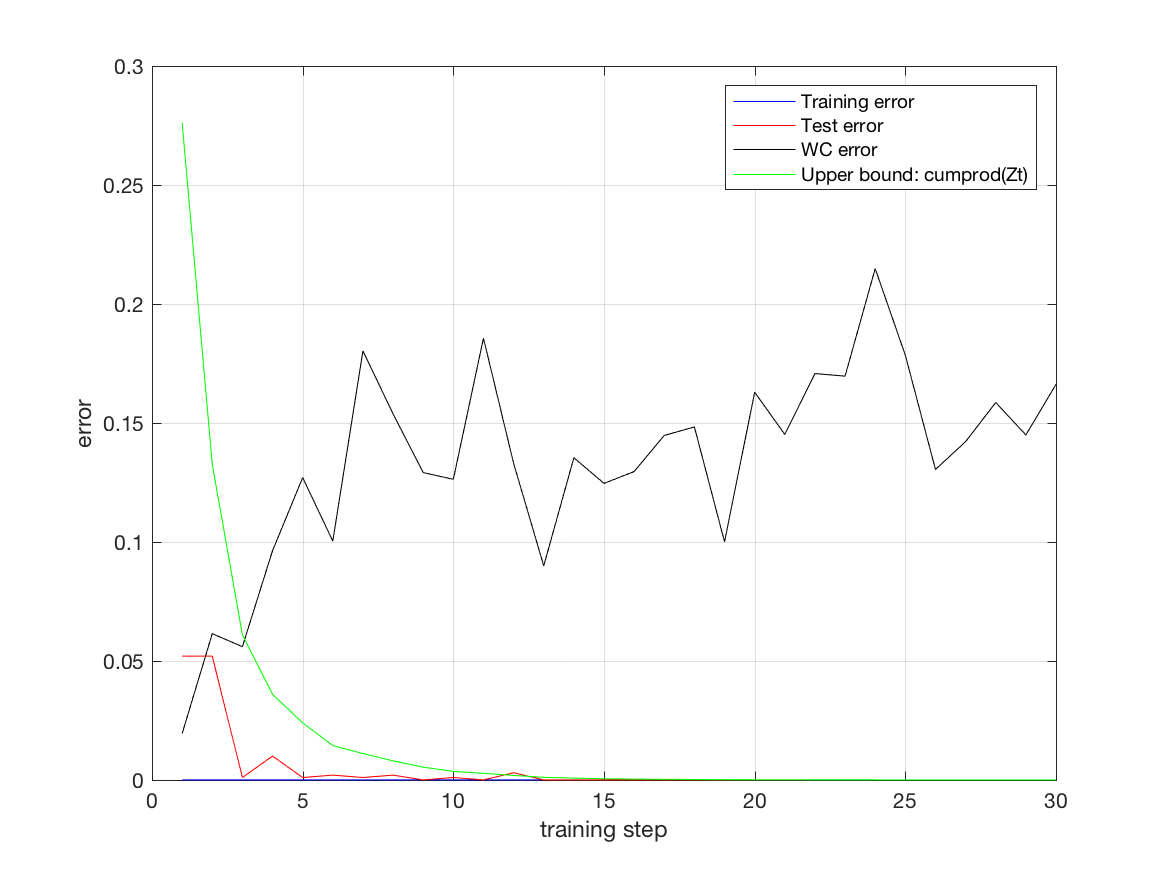 0.3
0.25
0.2
0.15
0.1
0.05
0
error
0 5 10 15 20 25 30
training step
Training error
Test error
WC error
Upper bound: cumprod(Zt)